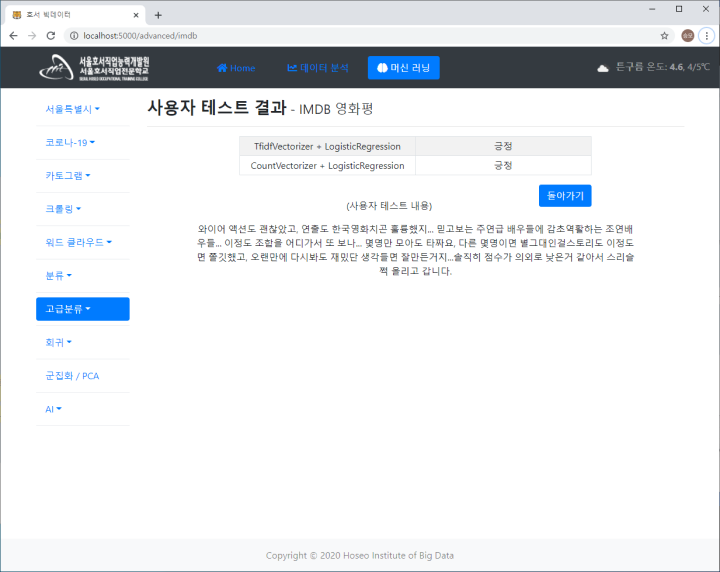 호서 빅데이터
localhost:5000/advanced/imdb
서울호서직업능력개발원
서울호서직업전문학교
SEOUL HOSEO OCCUPATIONAL TRAINING COLLEGE
Home
데이터 분석
머신 러닝
튼구름 온도: 4.6, 4/5℃
서울특별시
코로나-19
카토그램
크롤링
워드 클라우드
분류
고급분류
회귀
군집화 / PCA
AI
사용자 테스트 결과 - IMDB 영화평
TfidfVectorizer + LogisticRegression 긍정
CountVectorizer + LogisticRegression 긍정
돌아가기
(사용자 테스트 내용)
와이어 액션도 괜찮았고, 연출도 한국영화치곤 훌륭했지... 믿고보는 주연급 배우들에 감초역활하는 조연배
우들... 이정도 조합을 어디가서 또 보나... 몇명만 모아도 타짜요, 다른 몇명이면 별그대인걸스토리도 이정도
면 쫄깃했고, 오랜만에 다시봐도 재밌단 생각들면 잘만든거지...솔직히 점수가 의외로 낮은거 같아서 스리슬
쩍 올리고 갑니다.
Copyright © 2020 Hoseo Institute of Big Data